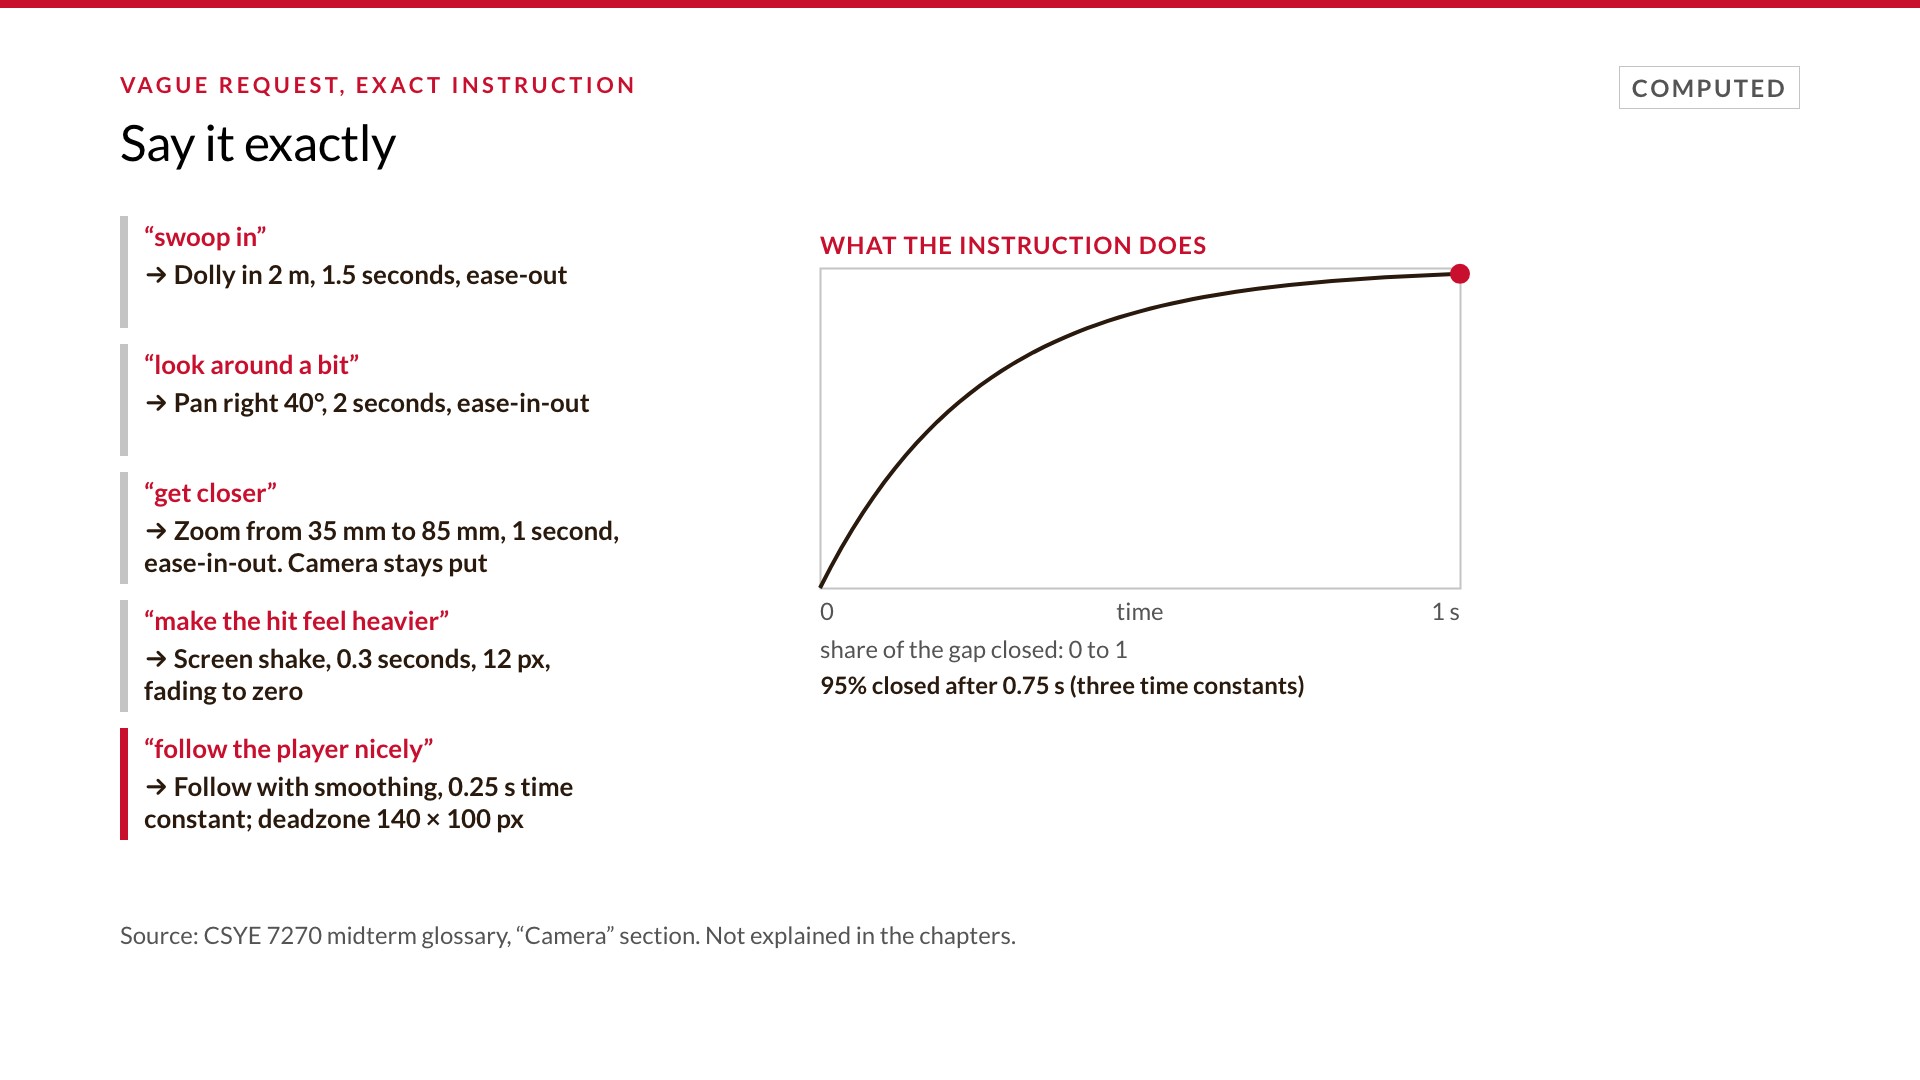 VAGUE REQUEST, EXACT INSTRUCTION
COMPUTED
Say it exactly
“swoop in”
→ Dolly in 2 m, 1.5 seconds, ease-out
“look around a bit”
→ Pan right 40°, 2 seconds, ease-in-out
“get closer”
→ Zoom from 35 mm to 85 mm, 1 second,
ease-in-out. Camera stays put
“make the hit feel heavier”
→ Screen shake, 0.3 seconds, 12 px,
fading to zero
“follow the player nicely”
→ Follow with smoothing, 0.25 s time
constant; deadzone 140 × 100 px
WHAT THE INSTRUCTION DOES
0 time 1 s
share of the gap closed: 0 to 1
95% closed after 0.75 s (three time constants)
Source: CSYE 7270 midterm glossary, “Camera” section. Not explained in the chapters.